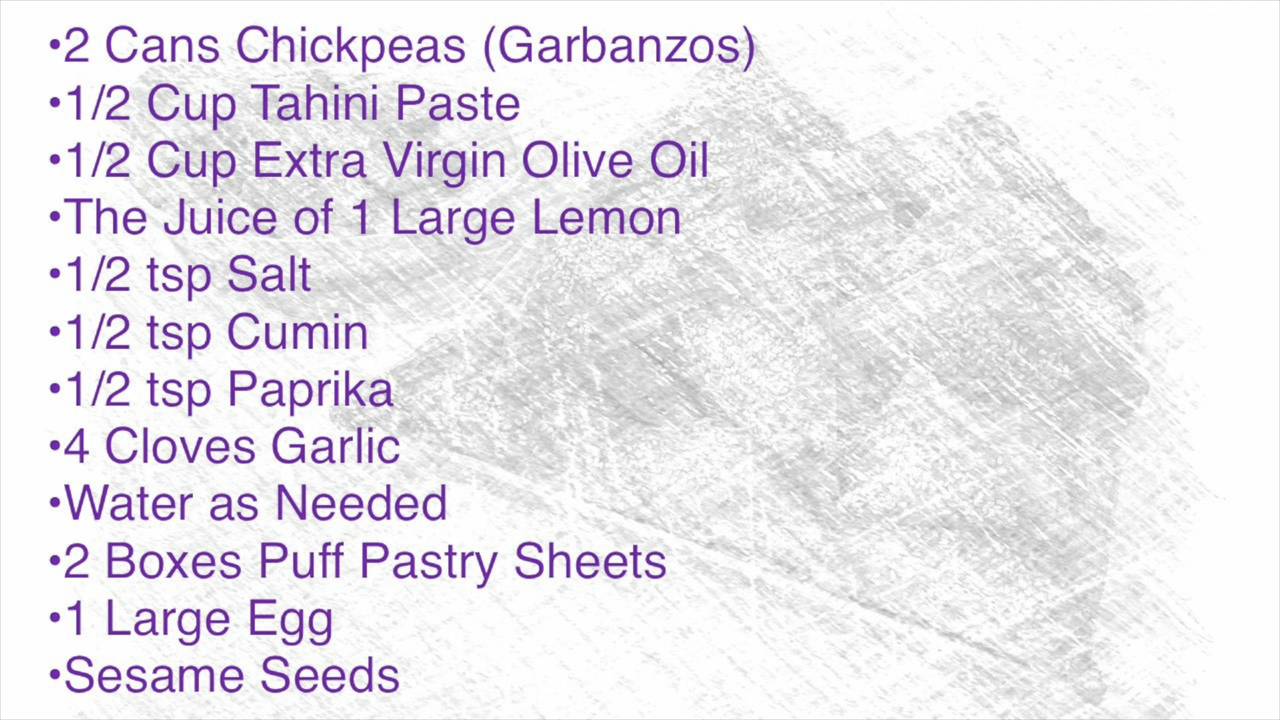 •2 Cans Chickpeas (Garbanzos)
•1/2 Cup Tahini Paste
•1/2 Cup Extra Virgin Olive Oil
•The Juice of 1 Large Lemon
•1/2 tsp Salt
•1/2 tsp Cumin
•1/2 tsp Paprika
•4 Cloves Garlic
•Water as Needed
•2 Boxes Puff Pastry Sheets
•1 Large Egg
•Sesame Seeds